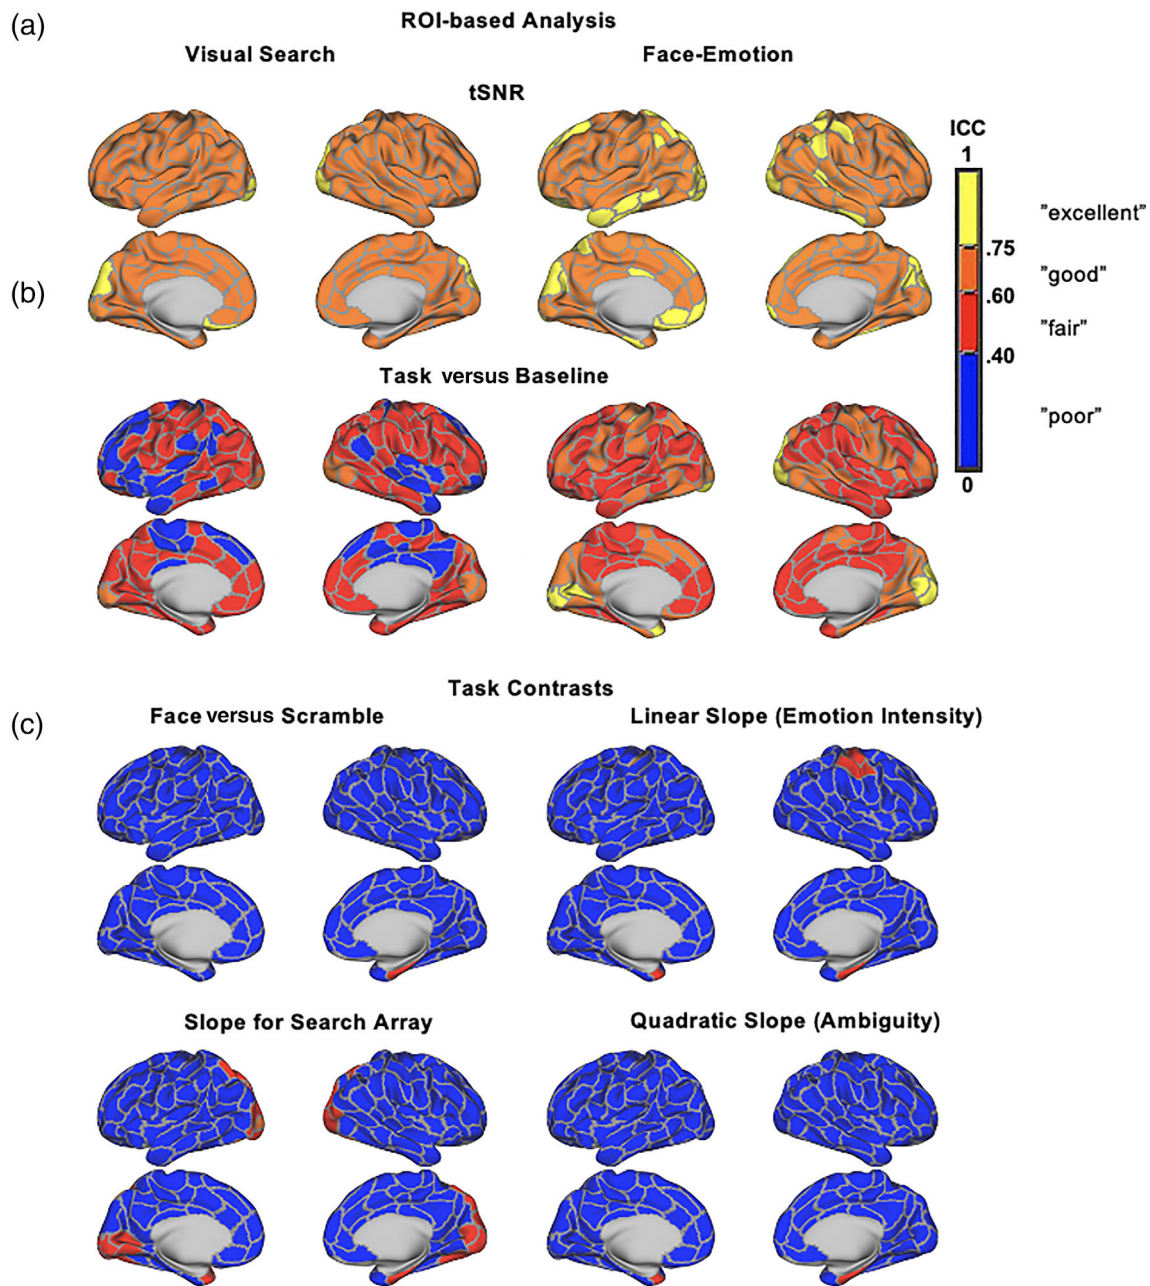 (a)
ROI-based Analysis
Visual Search
Face-Emotion
tSNR
ICC
1
"excellent"
.75
"good"
.60
"fair"
.40
"poor"
0
(b)
Task versus Baseline
Task Contrasts
(c)
Face versus Scramble
Linear Slope (Emotion Intensity)
Slope for Search Array
Quadratic Slope (Ambiguity)